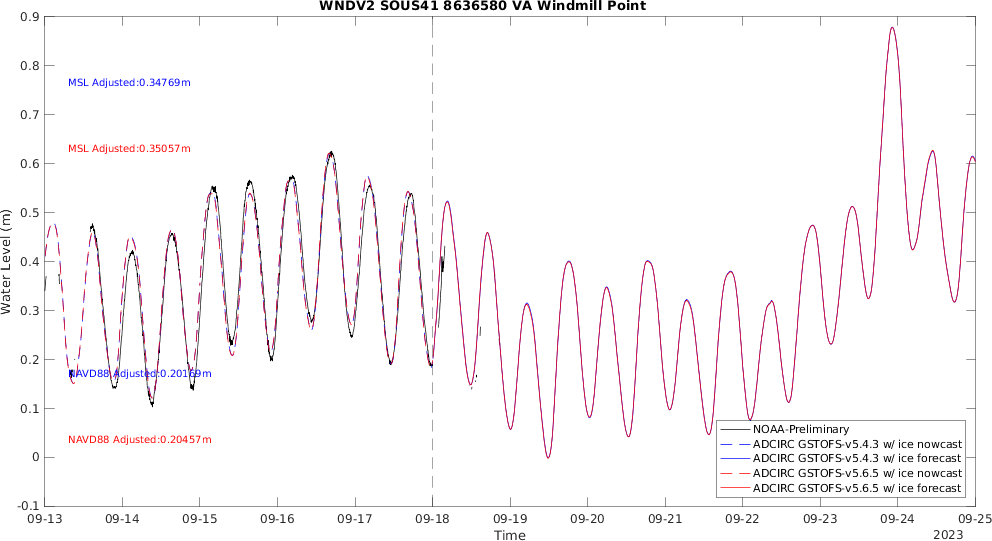 WNDV2 SOUS41 8636580 VA Windmill Point
0.9
0.8
0.7
0.6
0.5
0.4
0.3
0.2
0.1
0
-0.1
Water Level (m)
MSL Adjusted:0.34769m
MSL Adjusted:0.35057m
NAVD88 Adjusted:0.20169m
NAVD88 Adjusted:0.20457m
NOAA-Preliminary
ADCIRC GSTOFS-v5.4.3 w/ ice nowcast
ADCIRC GSTOFS-v5.4.3 w/ ice forecast
ADCIRC GSTOFS-v5.6.5 w/ ice nowcast
ADCIRC GSTOFS-v5.6.5 w/ ice forecast
09-13 09-14 09-15 09-16 09-17 09-18 09-19 09-20 09-21 09-22 09-23 09-24 09-25
Time
2023